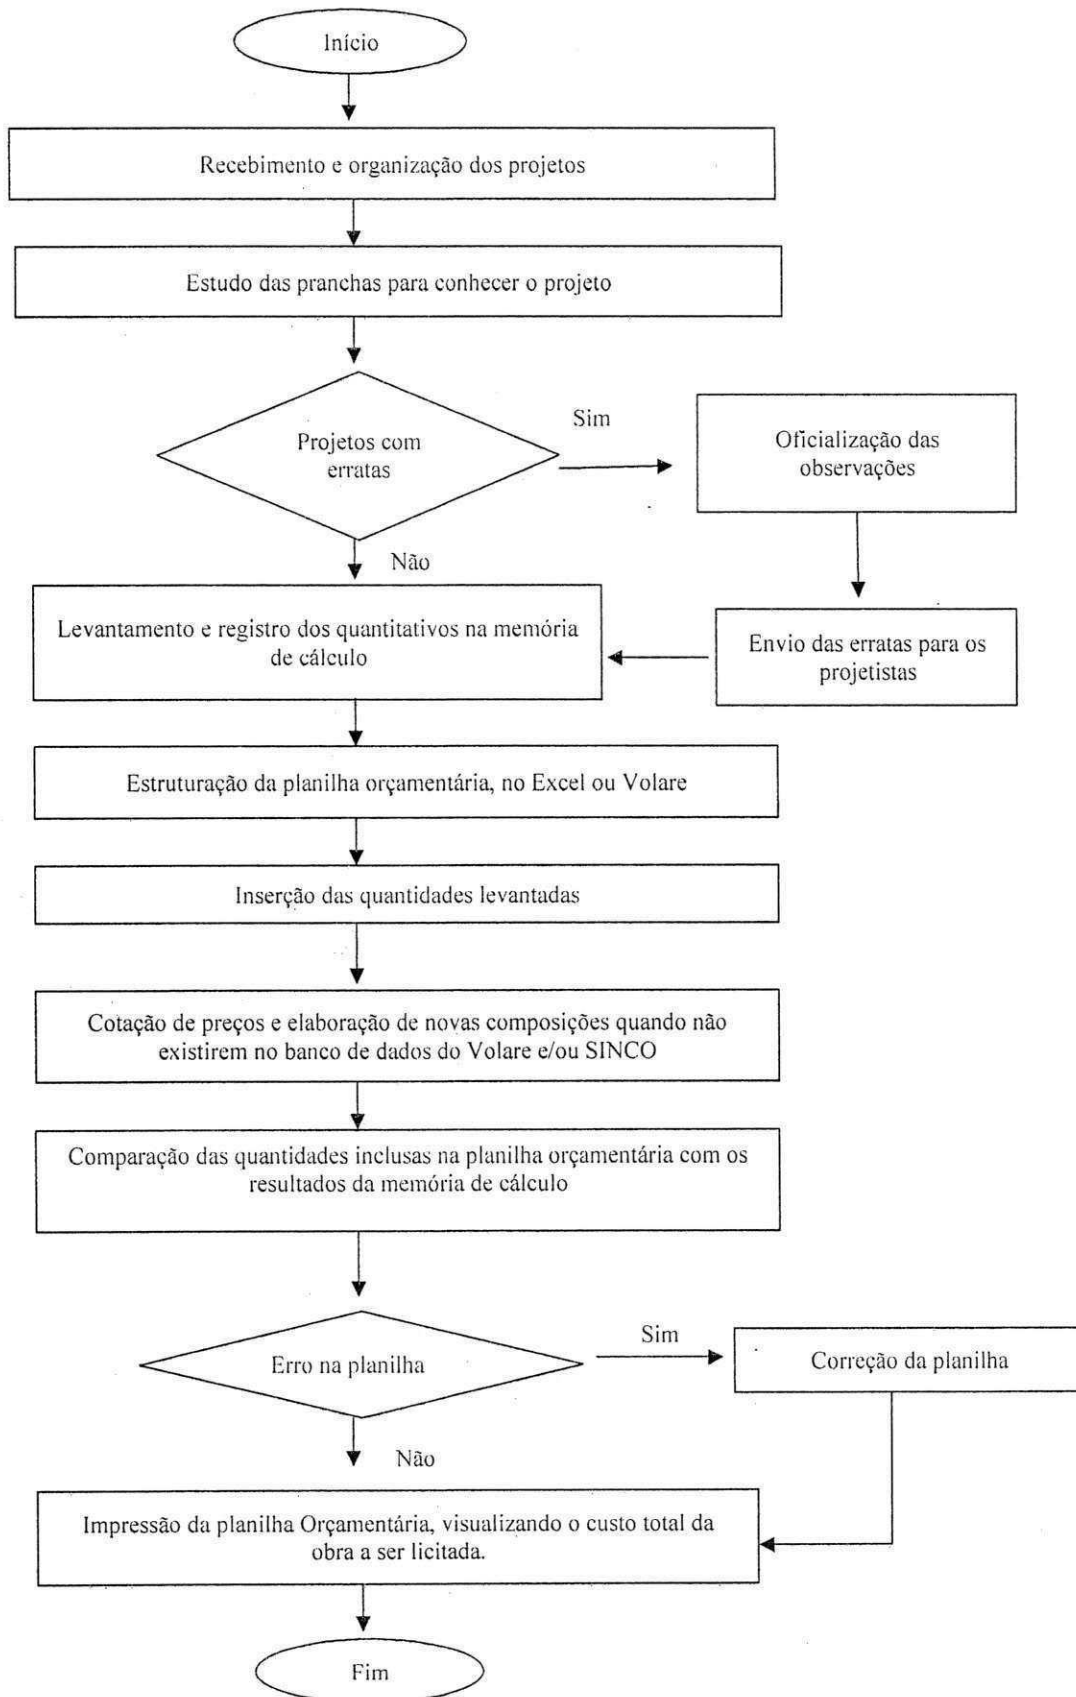 Início
Recebimento e organização dos projetos
Estudo das pranchas para conhecer o projeto
Projetos com
erratas
Sim
Oficialização das
observações
Não
Levantamento e registro dos quantitativos na memória
de cálculo
Envio das erratas para os
projetistas
Estruturação da planilha orçamentária, no Excel ou Volare
Inserção das quantidades levantadas
Cotação de preços e elaboração de novas composições quando não
existirem no banco de dados do Volare e/ou SINCO
Comparação das quantidades inclusas na planilha orçamentária com os
resultados da memória de cálculo
Erro na planilha
Sim
Correção da planilha
Não
Impressão da planilha Orçamentária, visualizando o custo total da
obra a ser licitada.
Fim